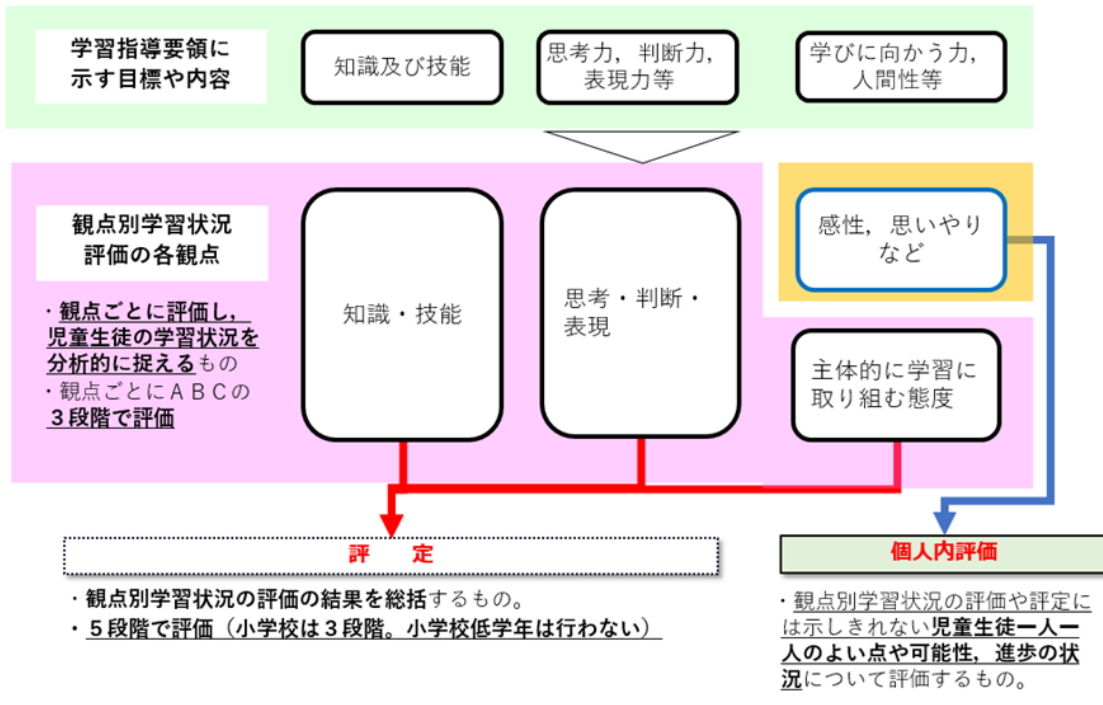 学習指導要領に
示す目標や内容
知識及び技能
思考力，判断力，
表現力等
学びに向かう力，
人間性等
観点別学習状況
評価の各観点
・観点ごとに評価し，
児童生徒の学習状況を
分析的に捉えるもの
・観点ごとにＡＢＣの
３段階で評価
知識・技能
思考・判断・
表現
感性，思いやり
など
主体的に学習に
取り組む態度
評　定
・観点別学習状況の評価の結果を総括するもの。
・５段階で評価（小学校は３段階。小学校低学年は行わない）
個人内評価
・観点別学習状況の評価や評定に
は示しきれない児童生徒一人一
人のよい点や可能性，進歩の状
況について評価するもの。